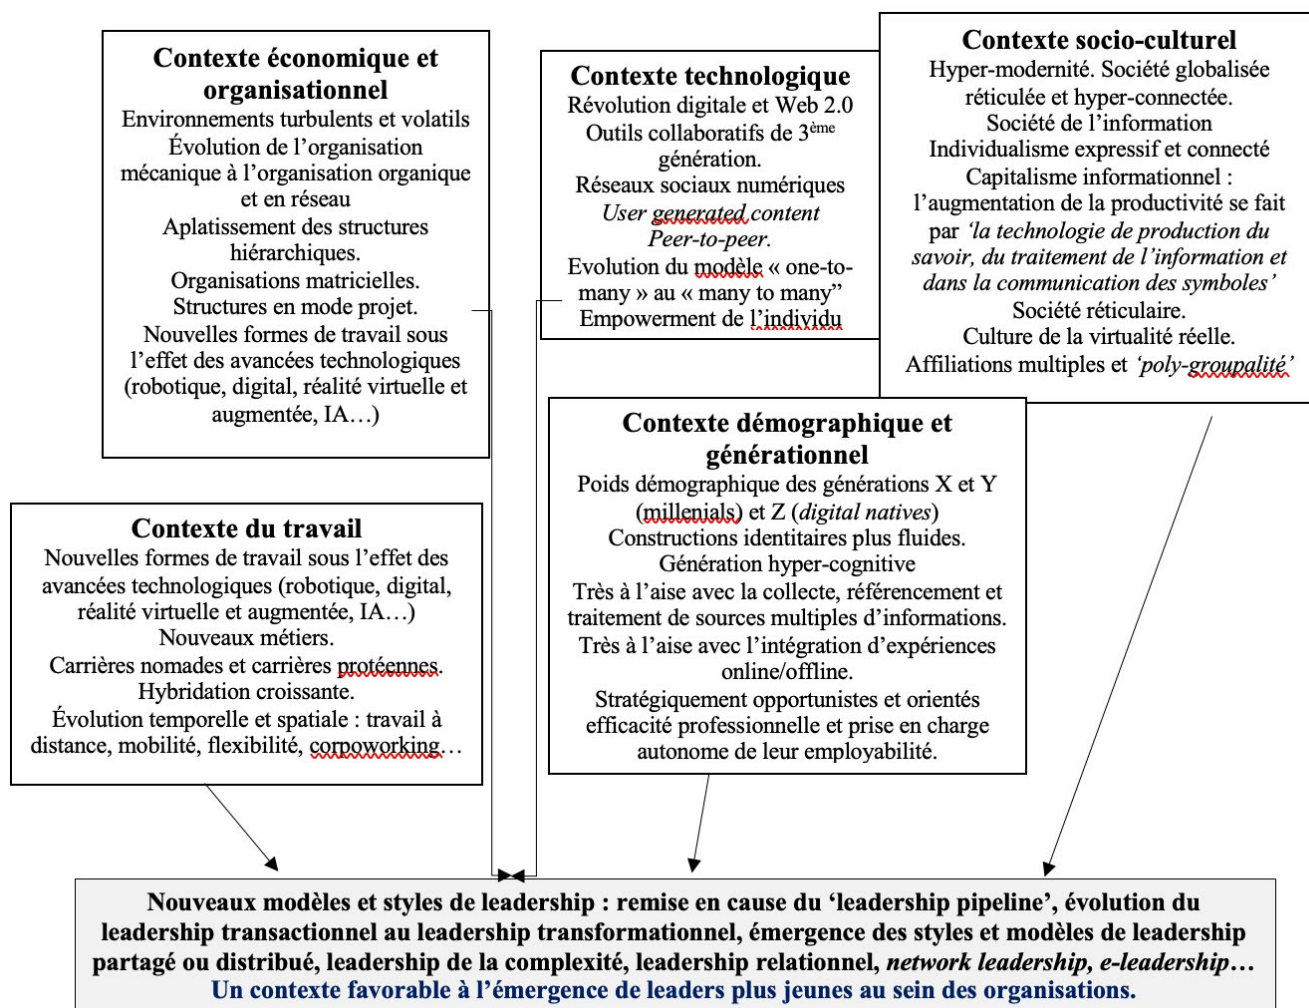 Contexte économique et
organisationnel
Environnements turbulents et volatils
Évolution de l'organisation
mécanique à l'organisation organique
et en réseau
Aplatissement des structures
hiérarchiques.
Organisations matricielles.
Structures en mode projet.
Nouvelles formes de travail sous
l'effet des avancées technologiques
(robotique, digital, réalité virtuelle et
augmentée, IA…)
Contexte technologique
Révolution digitale et Web 2.0
Outils collaboratifs de 3ème
génération.
Réseaux sociaux numériques
User generated content
Peer-to-peer.
Evolution du modèle « one-to-
many » au « many to many”
Empowerment de l'individu
Contexte socio-culturel
Hyper-modernité. Société globalisée
réticulée et hyper-connectée.
Société de l'information
Individualisme expressif et connecté
Capitalisme informationnel :
l'augmentation de la productivité se fait
par ‘la technologie de production du
savoir, du traitement de l'information et
dans la communication des symboles’
Société réticulaire.
Culture de la virtualité réelle.
Affiliations multiples et ‘poly-groupalité’
Contexte démographique et
générationnel
Poids démographique des générations X et Y
(millenials) et Z (digital natives)
Constructions identitaires plus fluides.
Génération hyper-cognitive
Très à l'aise avec la collecte, référencement et
traitement de sources multiples d'informations.
Très à l'aise avec l'intégration d'expériences
online/offline.
Stratégiquement opportunistes et orientés
efficacité professionnelle et prise en charge
autonome de leur employabilité.
Contexte du travail
Nouvelles formes de travail sous l'effet des
avancées technologiques (robotique, digital,
réalité virtuelle et augmentée, IA…)
Nouveaux métiers.
Carrières nomades et carrières protéennes.
Hybridation croissante.
Évolution temporelle et spatiale : travail à
distance, mobilité, flexibilité, corpoworking…
Nouveaux modèles et styles de leadership : remise en cause du ‘leadership pipeline’, évolution du
leadership transactionnel au leadership transformationnel, émergence des styles et modèles de leadership
partagé ou distribué, leadership de la complexité, leadership relationnel, network leadership, e-leadership…
Un contexte favorable à l'émergence de leaders plus jeunes au sein des organisations.